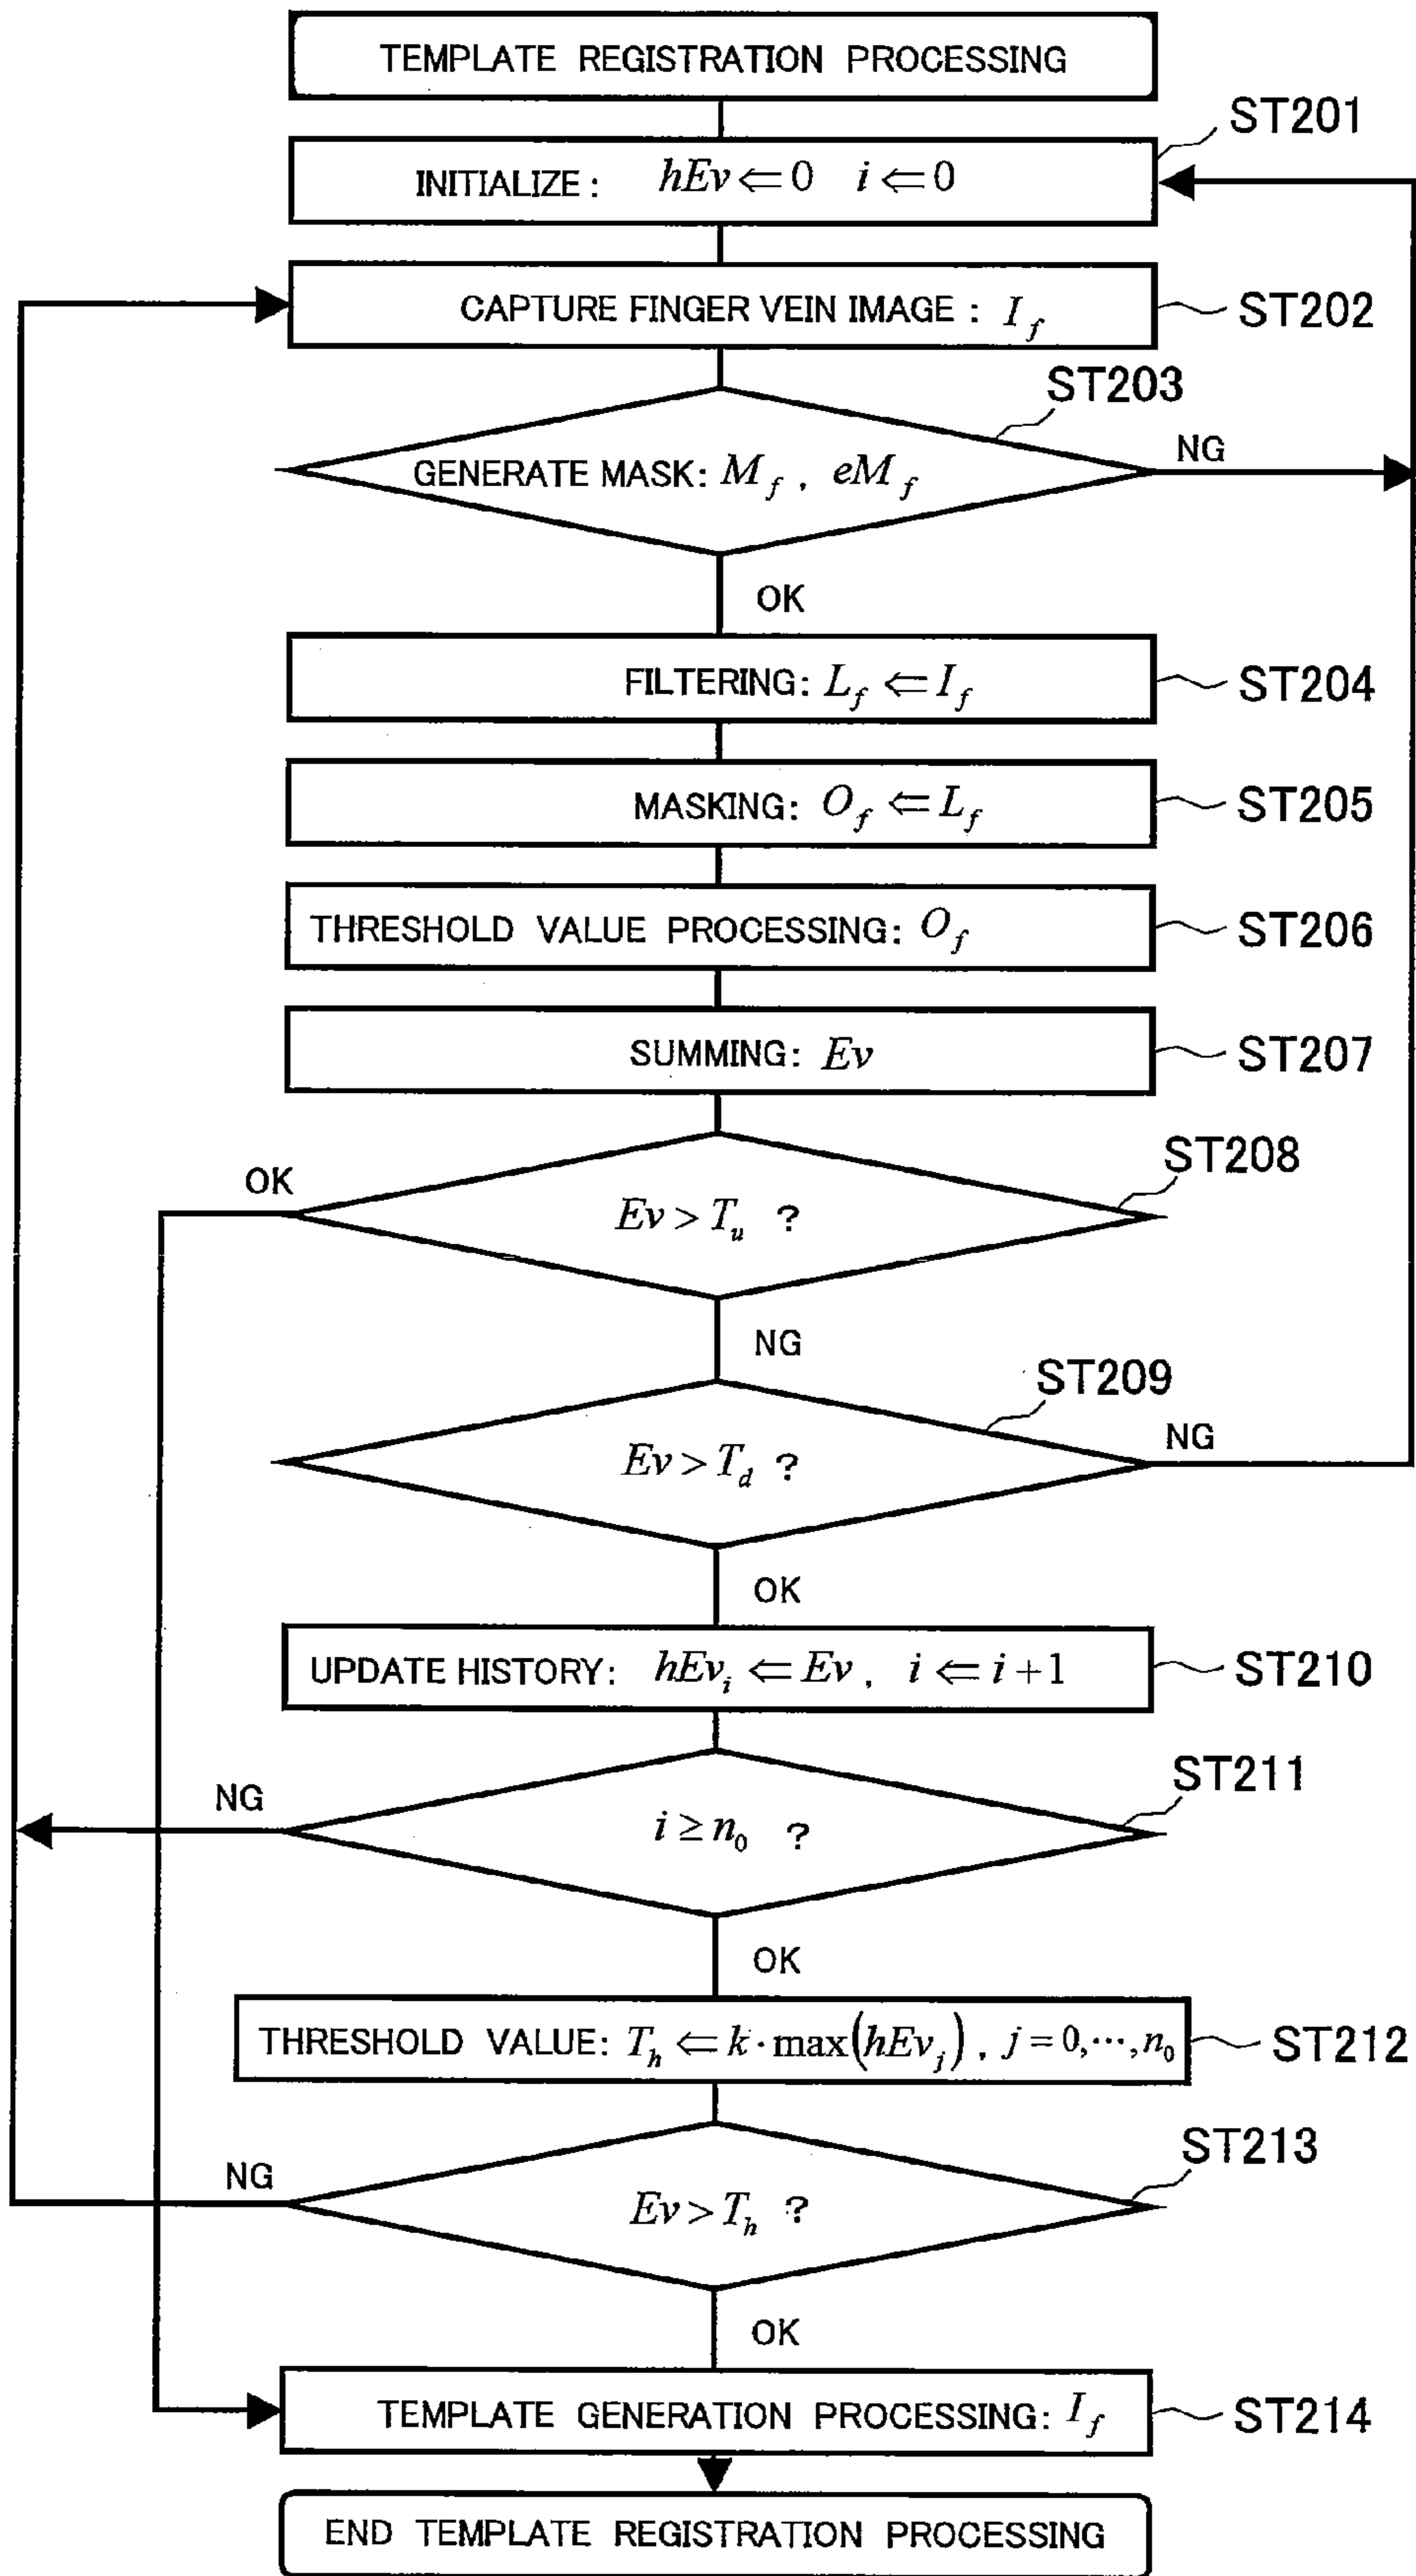 TEMPLATE REGISTRATION PROCESSING
ST201
INITIALIZE : hEv ⇐ 0 i ⇐ 0
CAPTURE FINGER VEIN IMAGE : I_f
ST202
ST203
GENERATE MASK: M_f , eM_f
NG
OK
FILTERING: L_f ⇐ I_f
ST204
MASKING: O_f ⇐ L_f
ST205
THRESHOLD VALUE PROCESSING: O_f
ST206
SUMMING: Ev
ST207
ST208
OK
Ev > T_u ?
NG
ST209
Ev > T_d ?
NG
OK
UPDATE HISTORY: hEv_i ⇐ Ev , i ⇐ i + 1
ST210
ST211
NG
i ≥ n_0 ?
OK
THRESHOLD VALUE: T_h ⇐ k · max(hEv_j) , j = 0, ⋯, n_0
ST212
ST213
NG
Ev > T_h ?
OK
TEMPLATE GENERATION PROCESSING: I_f
ST214
END TEMPLATE REGISTRATION PROCESSING